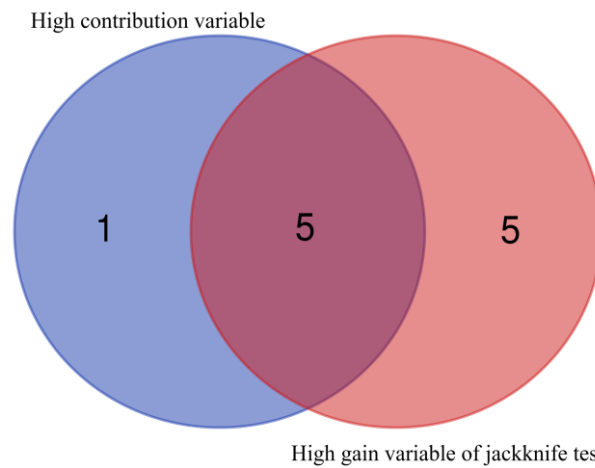 High contribution variable
1 5 5
High gain variable of jackknife tes